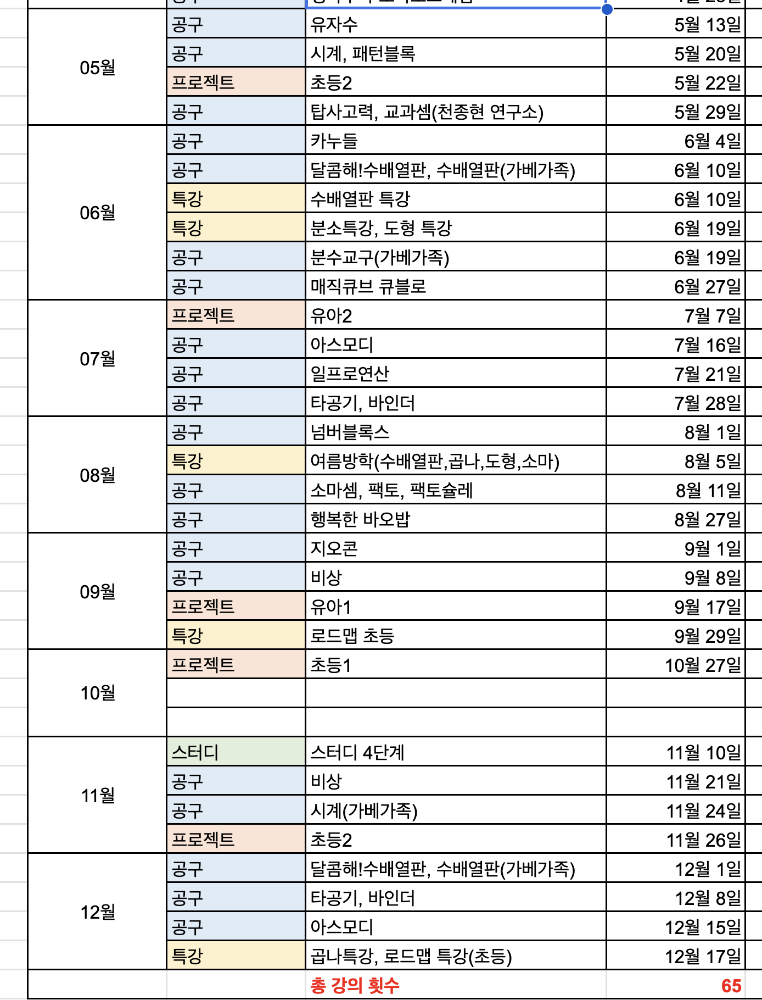 05월
공구 유자수 5월 13일
공구 시계, 패턴블록 5월 20일
프로젝트 초등2 5월 22일
공구 탑사고력, 교과셈(천종현 연구소) 5월 29일
06월
공구 카누들 6월 4일
공구 달콤해!수배열판, 수배열판(가베가족) 6월 10일
특강 수배열판 특강 6월 10일
특강 분소특강, 도형 특강 6월 19일
공구 분수교구(가베가족) 6월 19일
공구 매직큐브 큐블로 6월 27일
07월
프로젝트 유아2 7월 7일
공구 아스모디 7월 16일
공구 일프로연산 7월 21일
공구 타공기, 바인더 7월 28일
08월
공구 넘버블록스 8월 1일
특강 여름방학(수배열판,곱나,도형,소마) 8월 5일
공구 소마셈, 팩토, 팩토슐레 8월 11일
공구 행복한 바오밥 8월 27일
09월
공구 지오콘 9월 1일
공구 비상 9월 8일
프로젝트 유아1 9월 17일
특강 로드맵 초등 9월 29일
10월
프로젝트 초등1 10월 27일
11월
스터디 스터디 4단계 11월 10일
공구 비상 11월 21일
공구 시계(가베가족) 11월 24일
프로젝트 초등2 11월 26일
12월
공구 달콤해!수배열판, 수배열판(가베가족) 12월 1일
공구 타공기, 바인더 12월 8일
공구 아스모디 12월 15일
특강 곱나특강, 로드맵 특강(초등) 12월 17일
총 강의 횟수 65